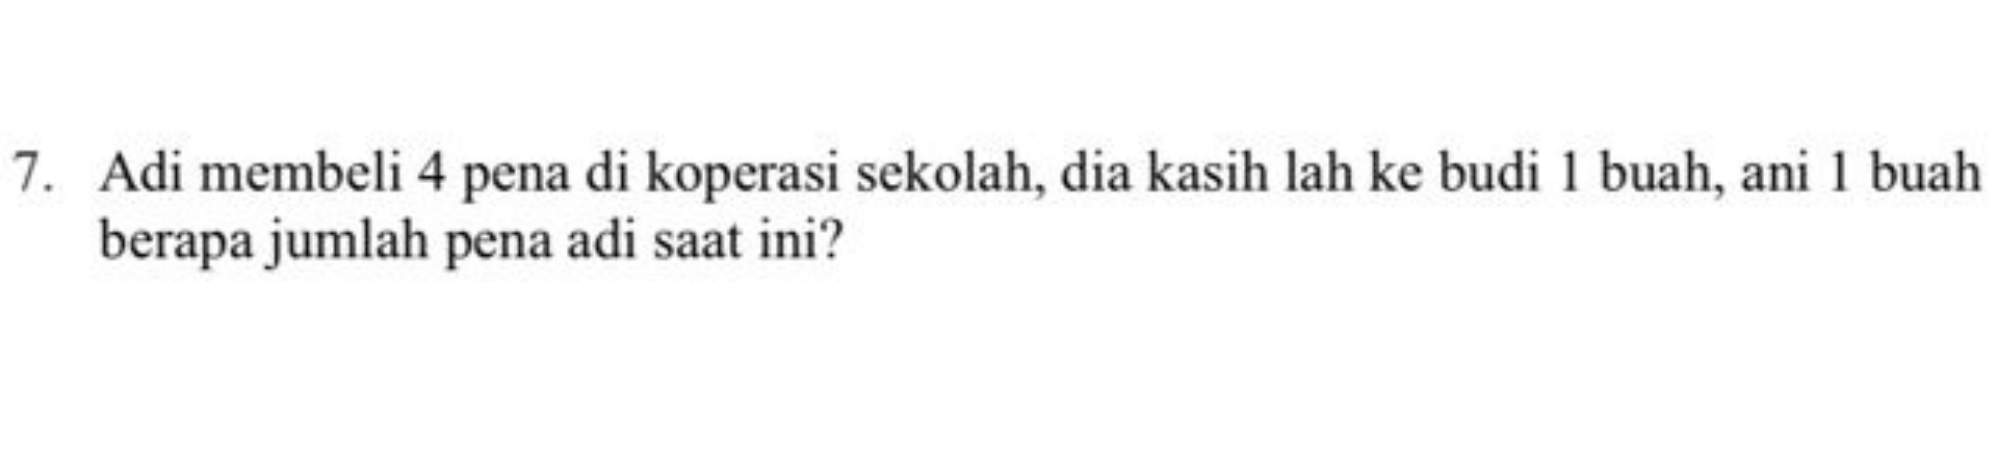 7. Adi membeli 4 pena di koperasi sekolah, dia kasih lah ke budi 1 buah, ani 1 buah
berapa jumlah pena adi saat ini?